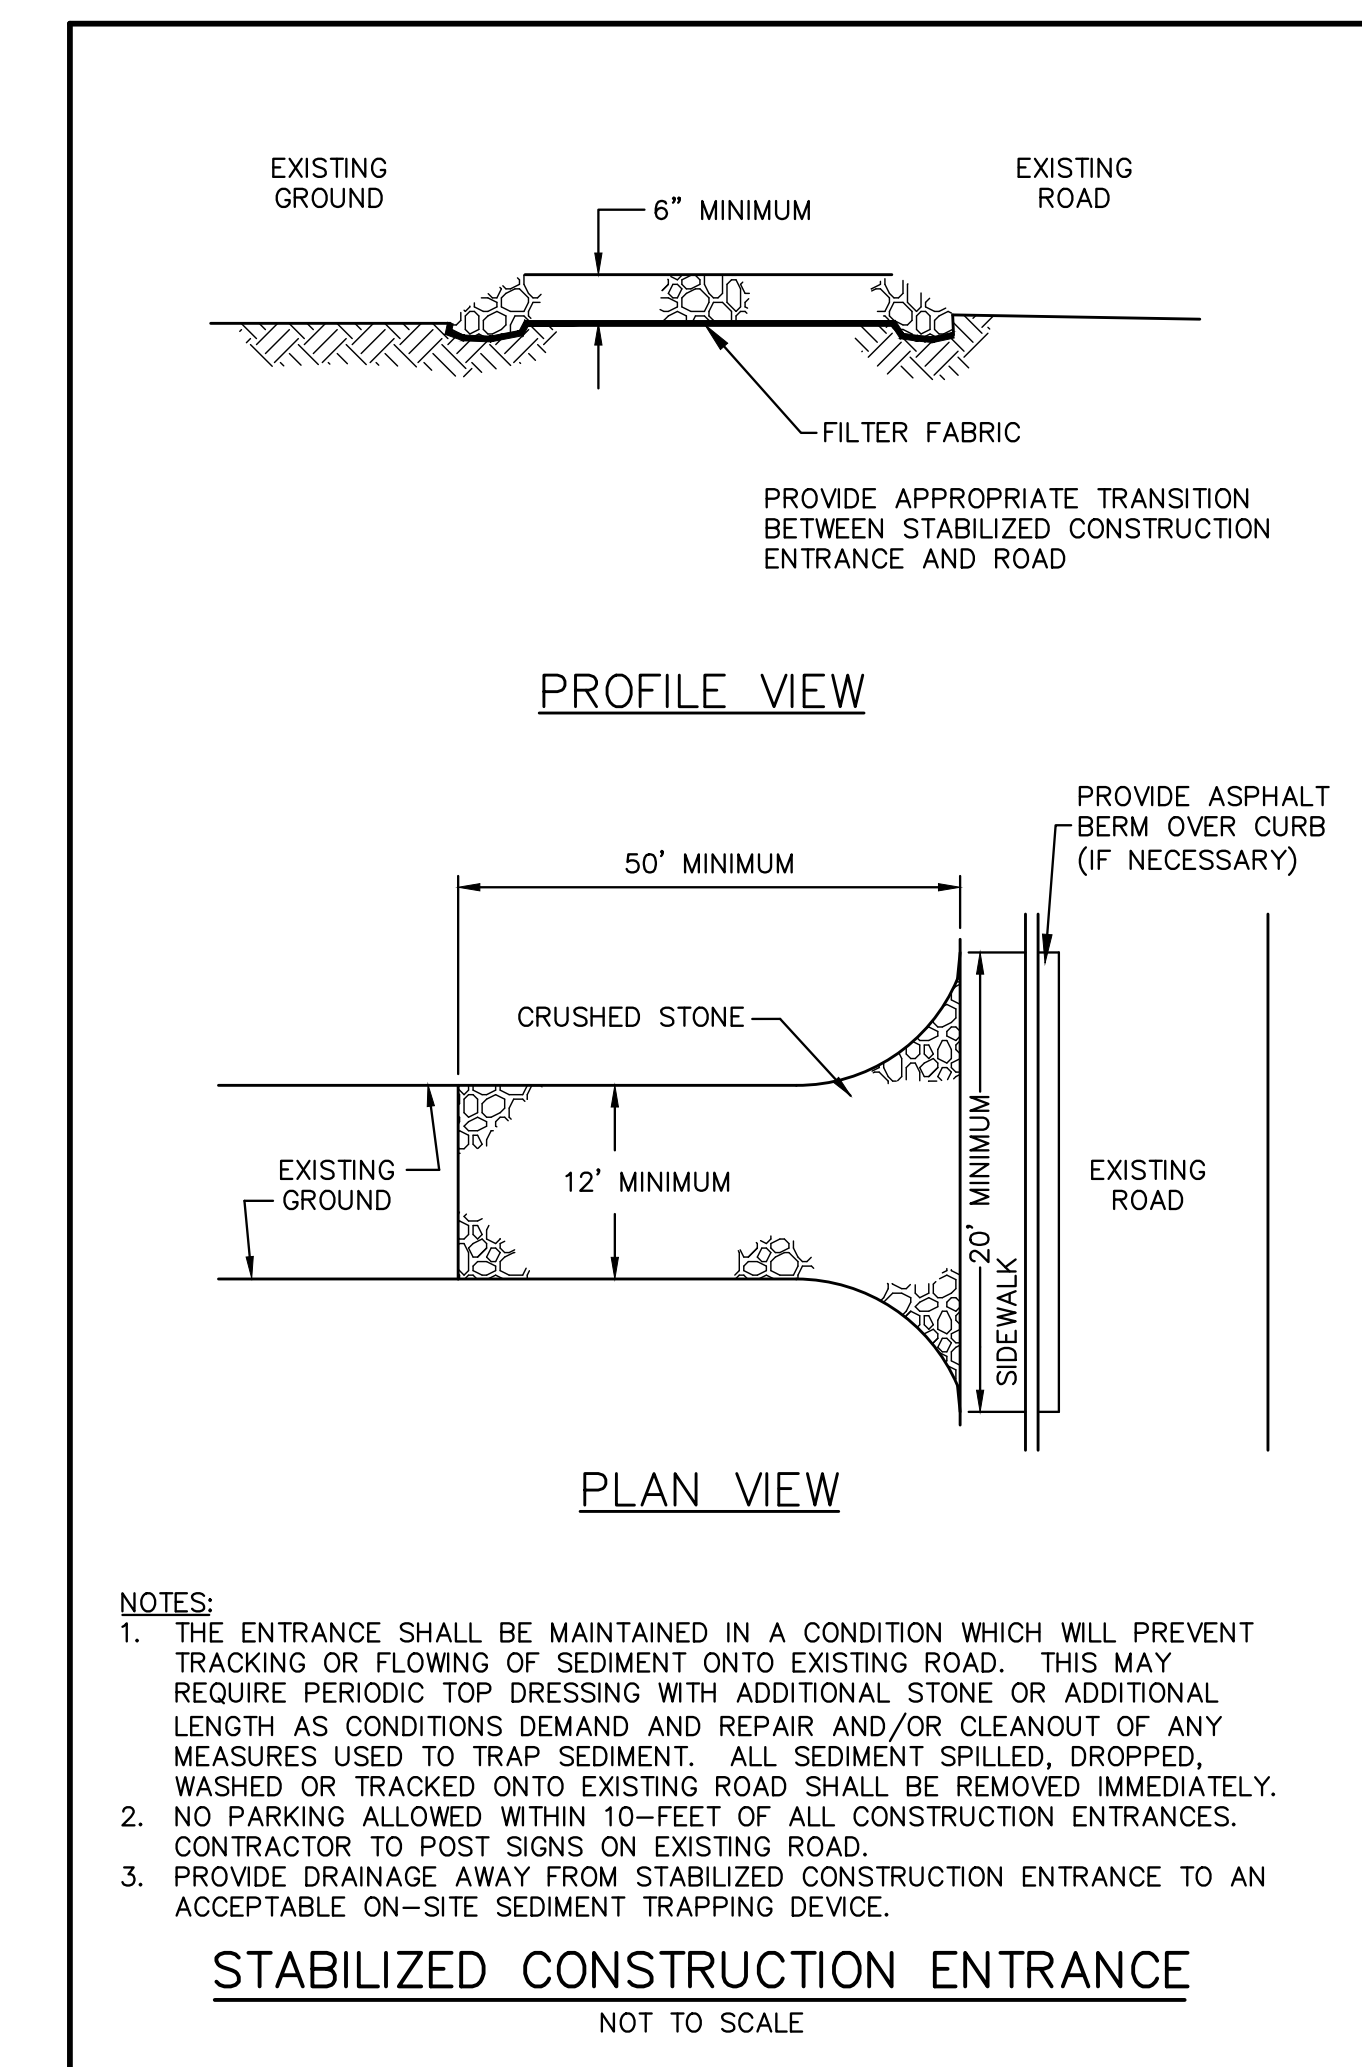 EXISTING
GROUND
EXISTING
ROAD
6" MINIMUM
FILTER FABRIC
PROVIDE APPROPRIATE TRANSITION
BETWEEN STABILIZED CONSTRUCTION
ENTRANCE AND ROAD
PROFILE VIEW
PROVIDE ASPHALT
BERM OVER CURB
(IF NECESSARY)
50' MINIMUM
CRUSHED STONE
EXISTING
GROUND
12' MINIMUM
20' MINIMUM
SIDEWALK
EXISTING
ROAD
PLAN VIEW
NOTES:
1. THE ENTRANCE SHALL BE MAINTAINED IN A CONDITION WHICH WILL PREVENT
TRACKING OR FLOWING OF SEDIMENT ONTO EXISTING ROAD. THIS MAY
REQUIRE PERIODIC TOP DRESSING WITH ADDITIONAL STONE OR ADDITIONAL
LENGTH AS CONDITIONS DEMAND AND REPAIR AND/OR CLEANOUT OF ANY
MEASURES USED TO TRAP SEDIMENT. ALL SEDIMENT SPILLED, DROPPED,
WASHED OR TRACKED ONTO EXISTING ROAD SHALL BE REMOVED IMMEDIATELY.
2. NO PARKING ALLOWED WITHIN 10-FEET OF ALL CONSTRUCTION ENTRANCES.
CONTRACTOR TO POST SIGNS ON EXISTING ROAD.
3. PROVIDE DRAINAGE AWAY FROM STABILIZED CONSTRUCTION ENTRANCE TO AN
ACCEPTABLE ON-SITE SEDIMENT TRAPPING DEVICE.
STABILIZED CONSTRUCTION ENTRANCE
NOT TO SCALE